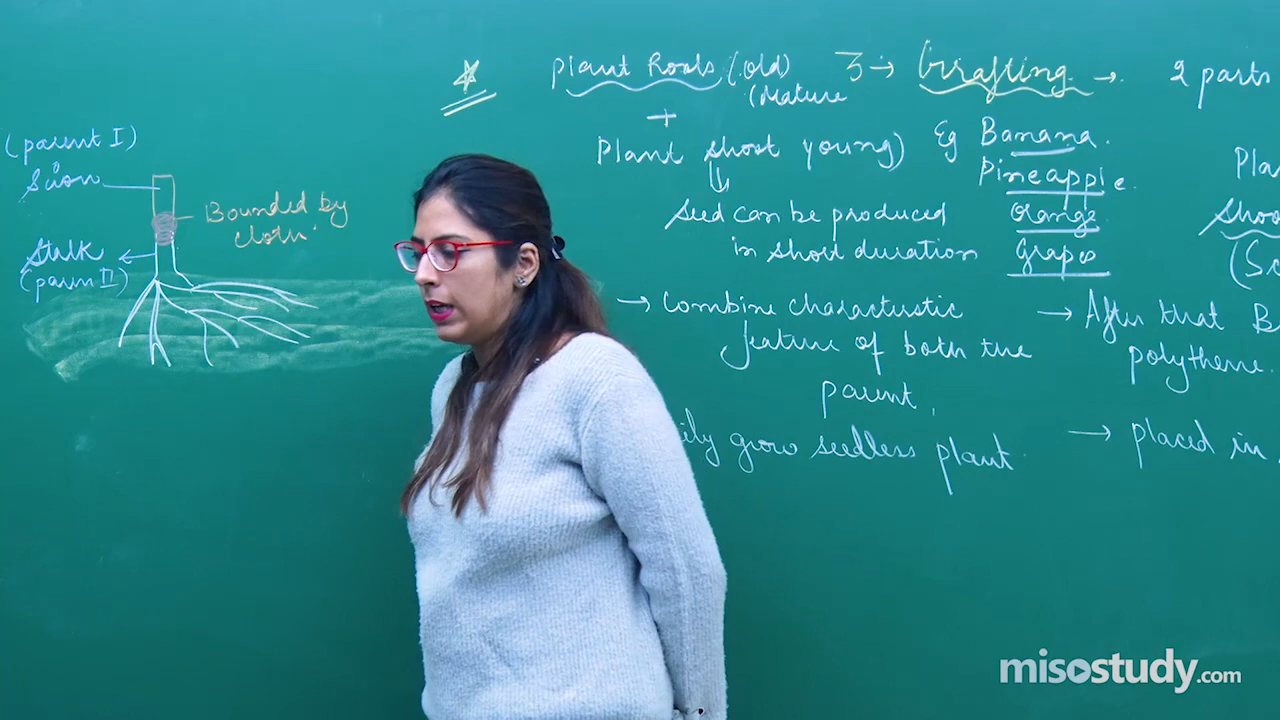 (parent I)
Scion
Bounded by
cloth
Stalk
(parent II)
Plant Roots (old)
(Mature
+
Plant shoot young)
Seed can be produced
in short duration
→ Combine charactustic
feature of both the
parent,
ily grow seedless plant
3 → Grafting →
Eg Banana.
Pineapple.
Orange
Grapes
2 parts
Pla
Shoo
(Sc
→ After that B
polythene.
→ placed in
misostudy.com